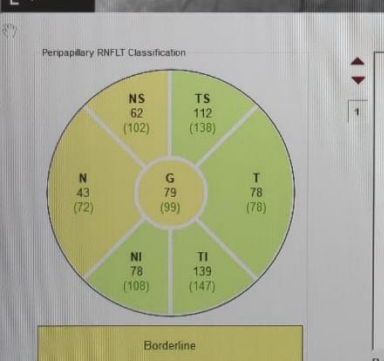 Peripapillary RNFLT Classification
NS
62
(102)
TS
112
(138)
N
43
(72)
G
79
(99)
T
78
(78)
NI
78
(108)
TI
139
(147)
1
Borderline